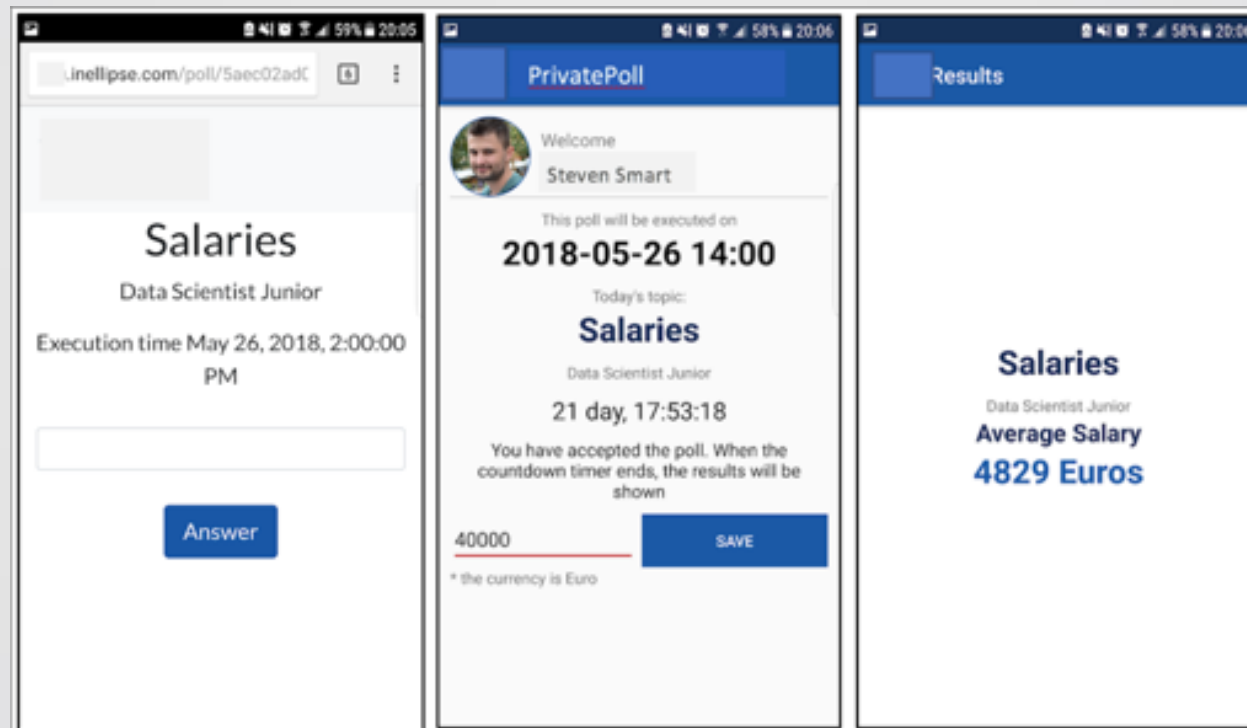 59% 20:05
.inellipse.com/poll/5aec02ad
6
Salaries
Data Scientist Junior
Execution time May 26, 2018, 2:00:00
PM
Answer
58% 20:06
PrivatePoll
Welcome
Steven Smart
This poll will be executed on
2018-05-26 14:00
Today's topic:
Salaries
Data Scientist Junior
21 day, 17:53:18
You have accepted the poll. When the
countdown timer ends, the results will be
shown
40000
SAVE
* the currency is Euro
58% 20:06
Results
Salaries
Data Scientist Junior
Average Salary
4829 Euros